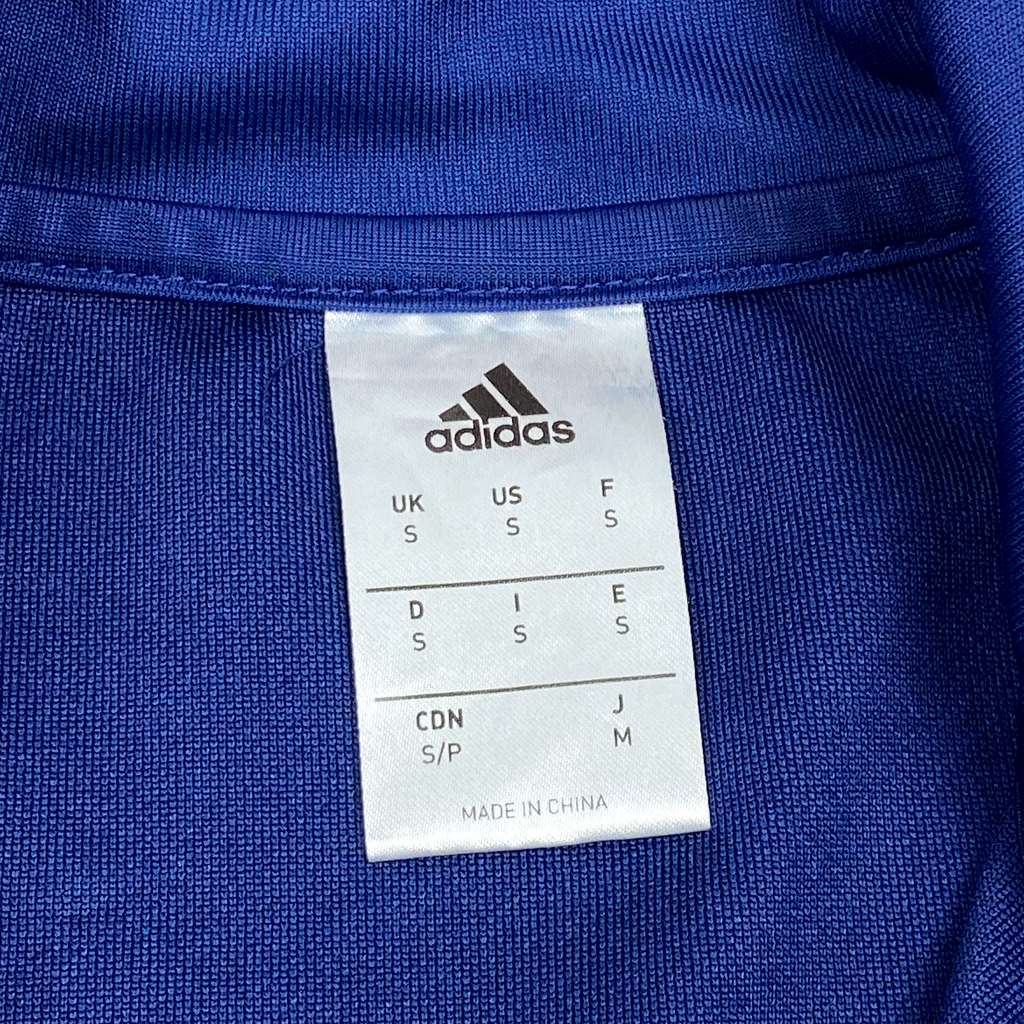 adidas
UK US F
S S S
D I E
S S S
CDN J
S/P M
MADE IN CHINA